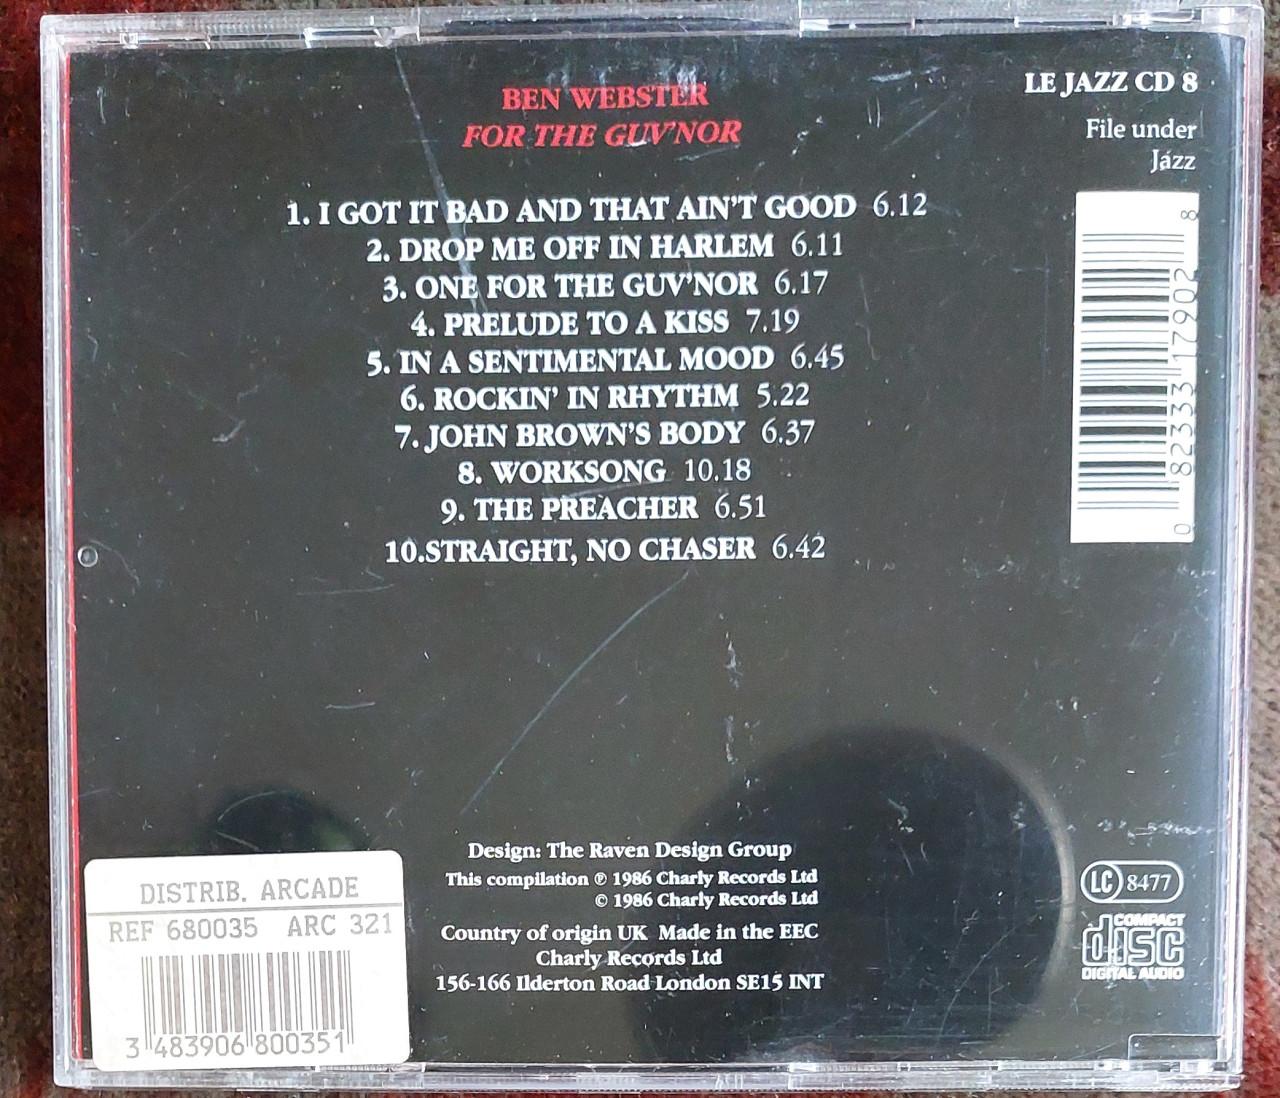 BEN WEBSTER
FOR THE GUV'NOR
LE JAZZ CD 8
File under
Jazz
1. I GOT IT BAD AND THAT AIN'T GOOD 6.12
2. DROP ME OFF IN HARLEM 6.11
3. ONE FOR THE GUV'NOR 6.17
4. PRELUDE TO A KISS 7.19
5. IN A SENTIMENTAL MOOD 6.45
6. ROCKIN' IN RHYTHM 5.22
7. JOHN BROWN'S BODY 6.37
8. WORKSONG 10.18
9. THE PREACHER 6.51
10.STRAIGHT, NO CHASER 6.42
0 82333 17902 8
Design: The Raven Design Group
This compilation ℗ 1986 Charly Records Ltd
© 1986 Charly Records Ltd
Country of origin UK Made in the EEC
Charly Records Ltd
156-166 Ilderton Road London SE15 INT
LC 8477
COMPACT
disc
DIGITAL AUDIO
DISTRIB. ARCADE
REF 680035 ARC 321
3 483906 800351